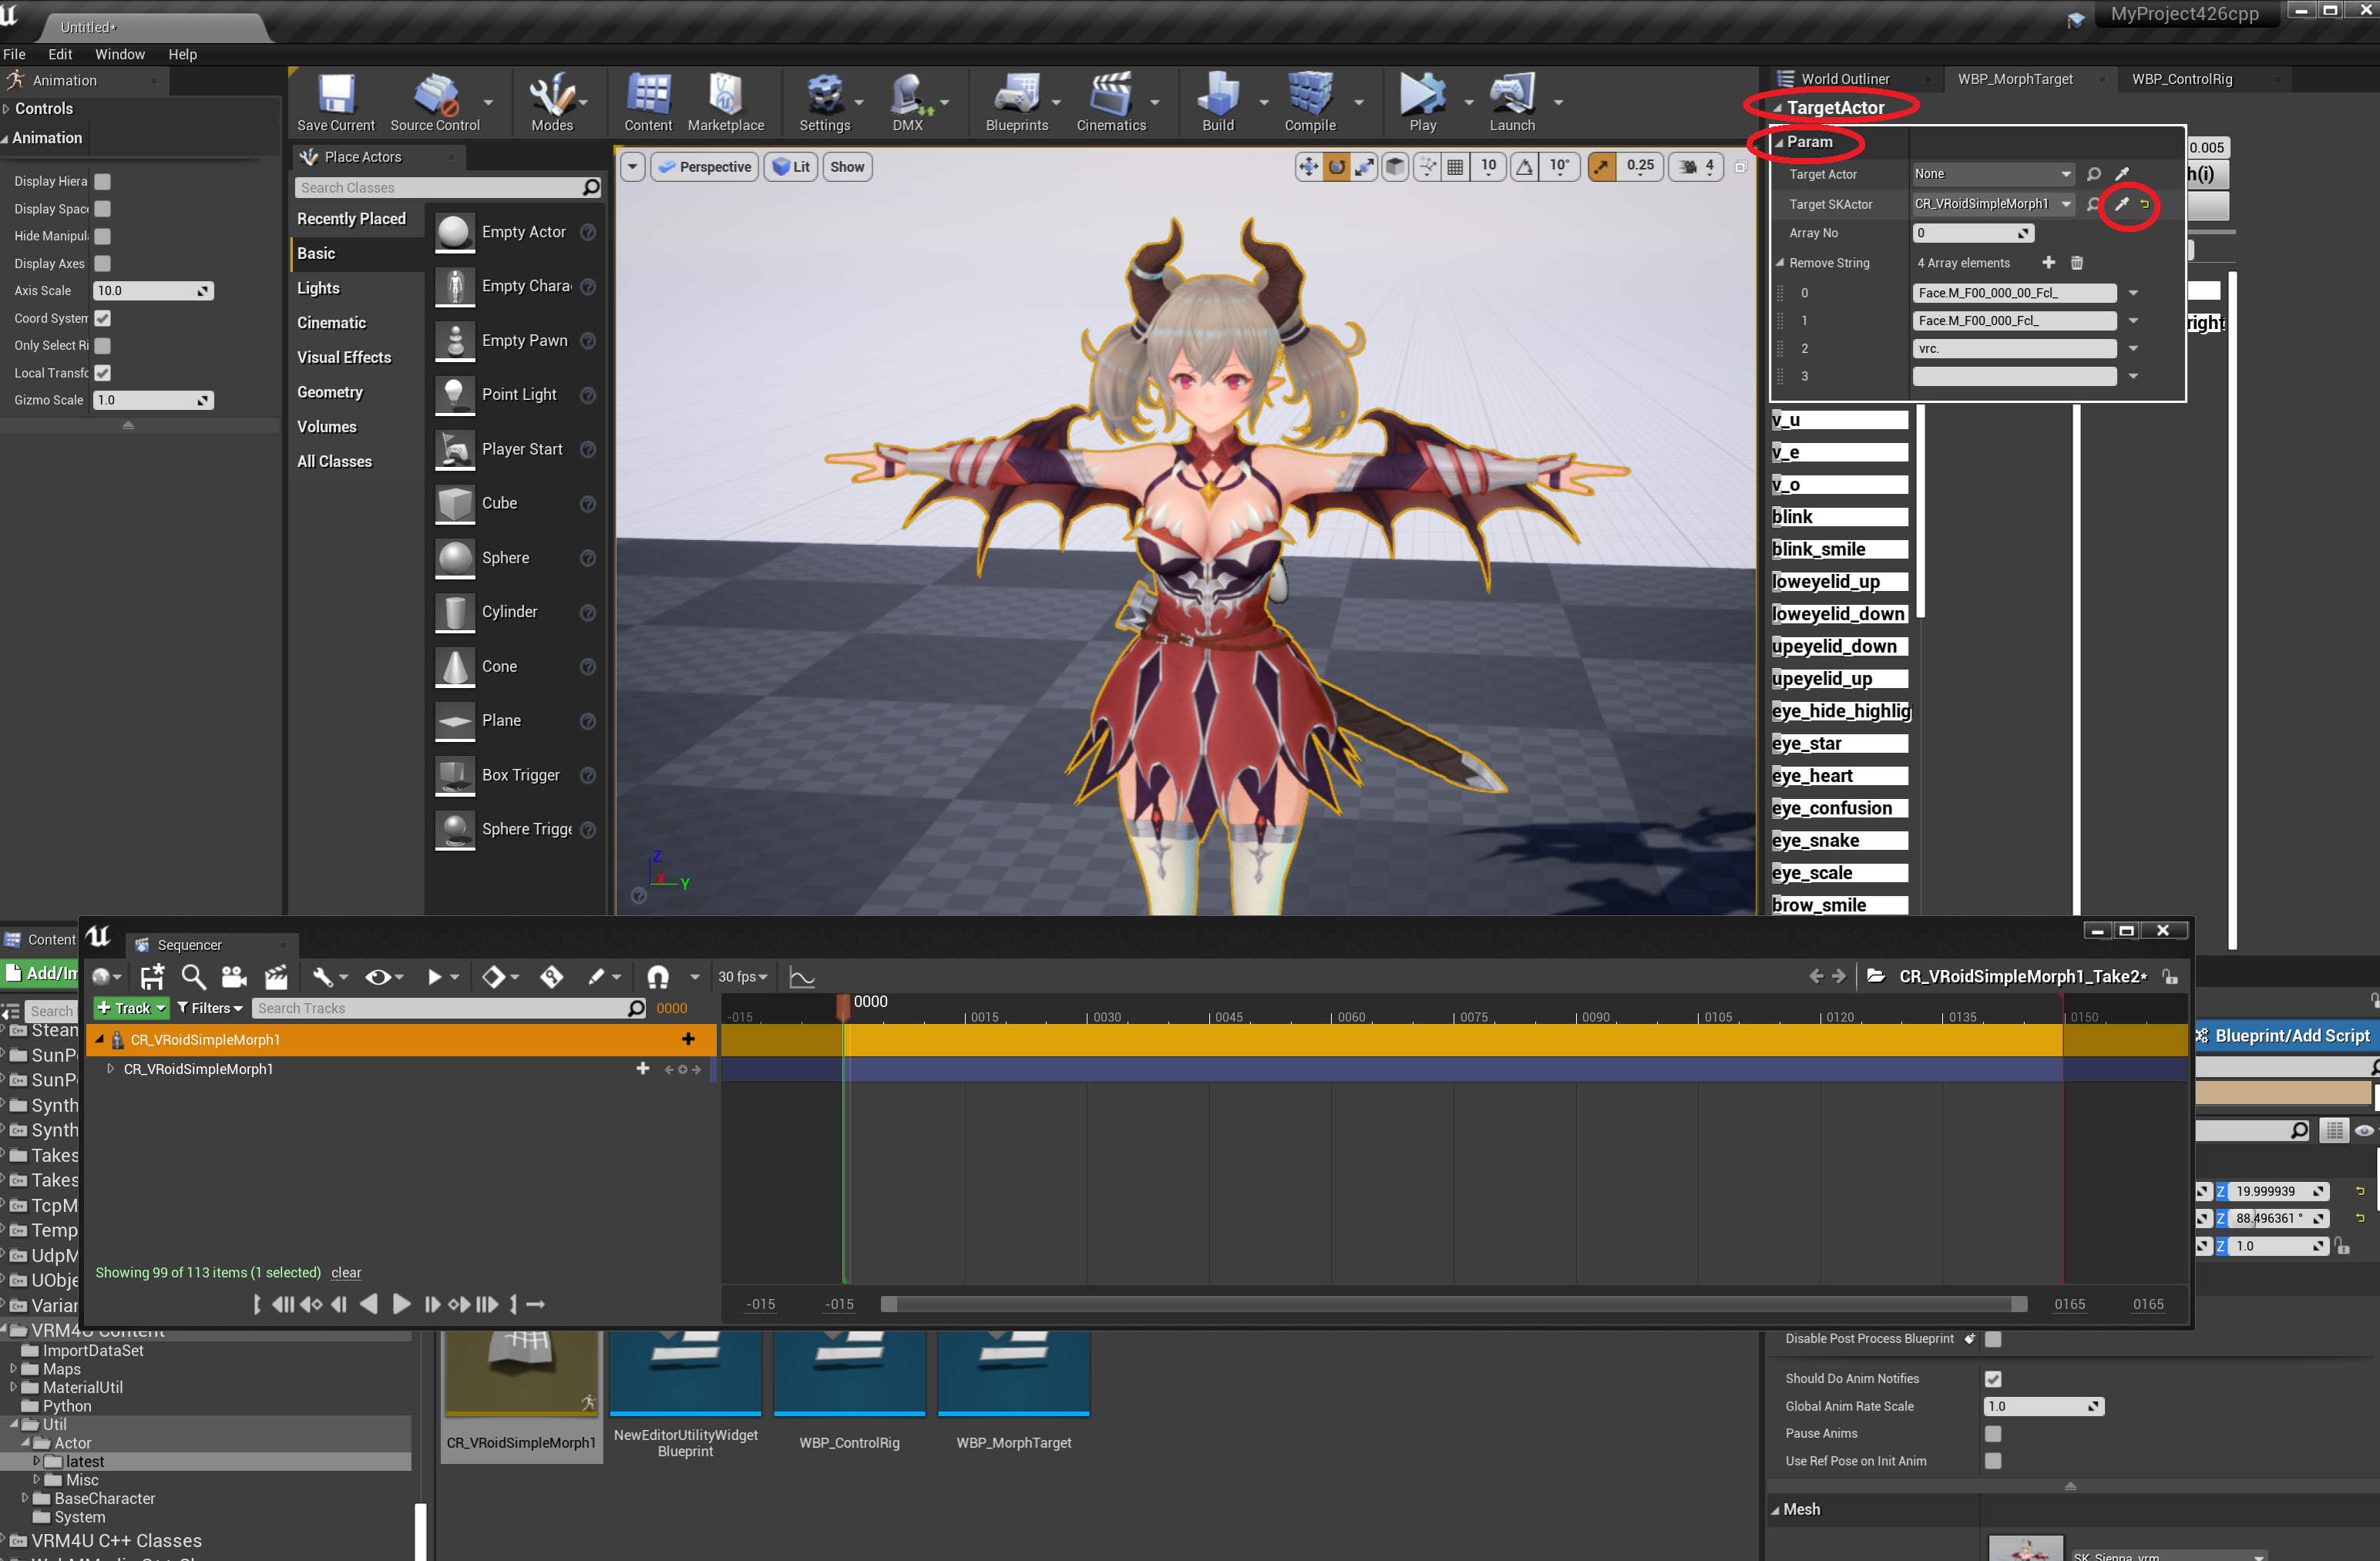 Untitled*
MyProject426cpp
File Edit Window Help
Animation
Controls
Animation
Display Hiera
Display Space
Hide Manipul
Display Axes
Axis Scale 10.0
Coord System
Only Select Ri
Local Transfo
Gizmo Scale 1.0
Save Current
Source Control
Modes
Content
Marketplace
Settings
DMX
Blueprints
Cinematics
Build
Compile
Play
Launch
Place Actors
Search Classes
Recently Placed
Basic
Lights
Cinematic
Visual Effects
Geometry
Volumes
All Classes
Empty Actor
Empty Chara
Empty Pawn
Point Light
Player Start
Cube
Sphere
Cylinder
Cone
Plane
Box Trigger
Sphere Trigge
Perspective
Lit
Show
10
10°
0.25
4
Z
X
Y
World Outliner
WBP_MorphTarget
WBP_ControlRig
TargetActor
Param
Target Actor None
Target SKActor CR_VRoidSimpleMorph1
Array No 0
Remove String 4 Array elements
0 Face.M_F00_000_00_Fcl_
1 Face.M_F00_000_Fcl_
2 vrc.
3
0.005
h(i)
right
v_u
v_e
v_o
blink
blink_smile
loweyelid_up
loweyelid_down
upeyelid_down
upeyelid_up
eye_hide_highlig
eye_star
eye_heart
eye_confusion
eye_snake
eye_scale
brow_smile
Content
Add/Im
Search
Steam
SunPo
SunPo
Synth
Synth
Takes
Takes
TcpM
Temp
UdpM
UObje
Varian
VRM4U Content
ImportDataSet
Maps
MaterialUtil
Python
Util
Actor
latest
Misc
BaseCharacter
System
VRM4U C++ Classes
Sequencer
30 fps
CR_VRoidSimpleMorph1_Take2*
Track
Filters
Search Tracks
0000
0000
-015 0015 0030 0045 0060 0075 0090 0105 0120 0135 0150
CR_VRoidSimpleMorph1
CR_VRoidSimpleMorph1
Showing 99 of 113 items (1 selected) clear
-015 -015 0165 0165
CR_VRoidSimpleMorph1
NewEditorUtilityWidget
Blueprint
WBP_ControlRig
WBP_MorphTarget
Blueprint/Add Script
Z 19.999939
Z 88.496361 °
Z 1.0
Disable Post Process Blueprint
Should Do Anim Notifies
Global Anim Rate Scale 1.0
Pause Anims
Use Ref Pose on Init Anim
Mesh
SK_Sienna_vrm